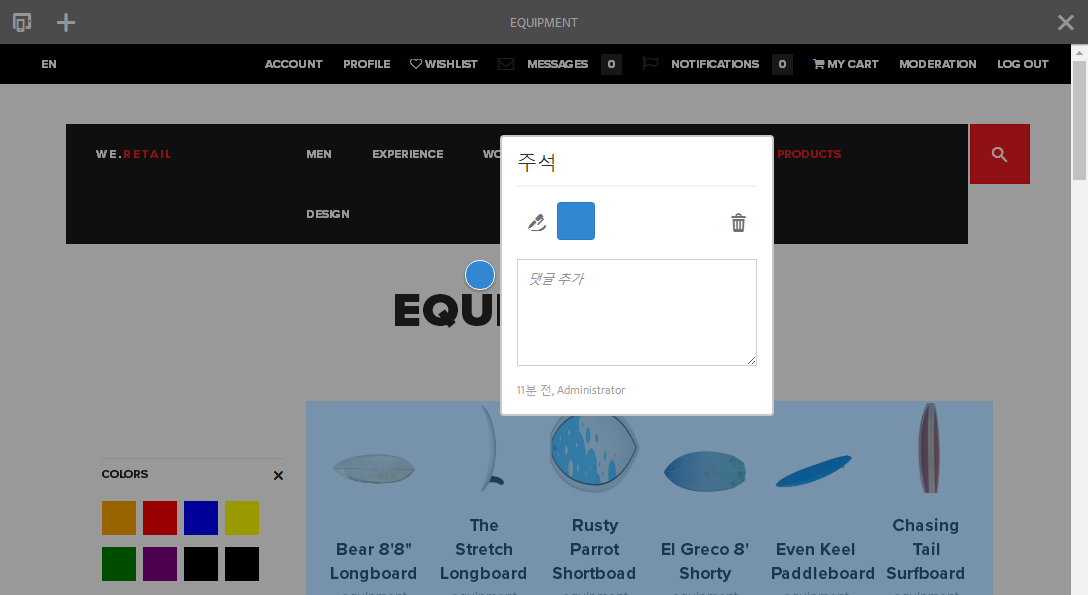 EQUIPMENT
EN ACCOUNT PROFILE WISHLIST MESSAGES 0 NOTIFICATIONS 0 MY CART MODERATION LOG OUT
WE.RETAIL MEN EXPERIENCE WO PRODUCTS
DESIGN
주석
댓글 추가
11분 전, Administrator
EQU
COLORS
The Rusty Chasing
Bear 8'8" Stretch Parrot El Greco 8' Even Keel Tail
Longboard Longboard Shortboad Shorty Paddleboard Surfboard
equipment equipment equipment equipment equipment equipment